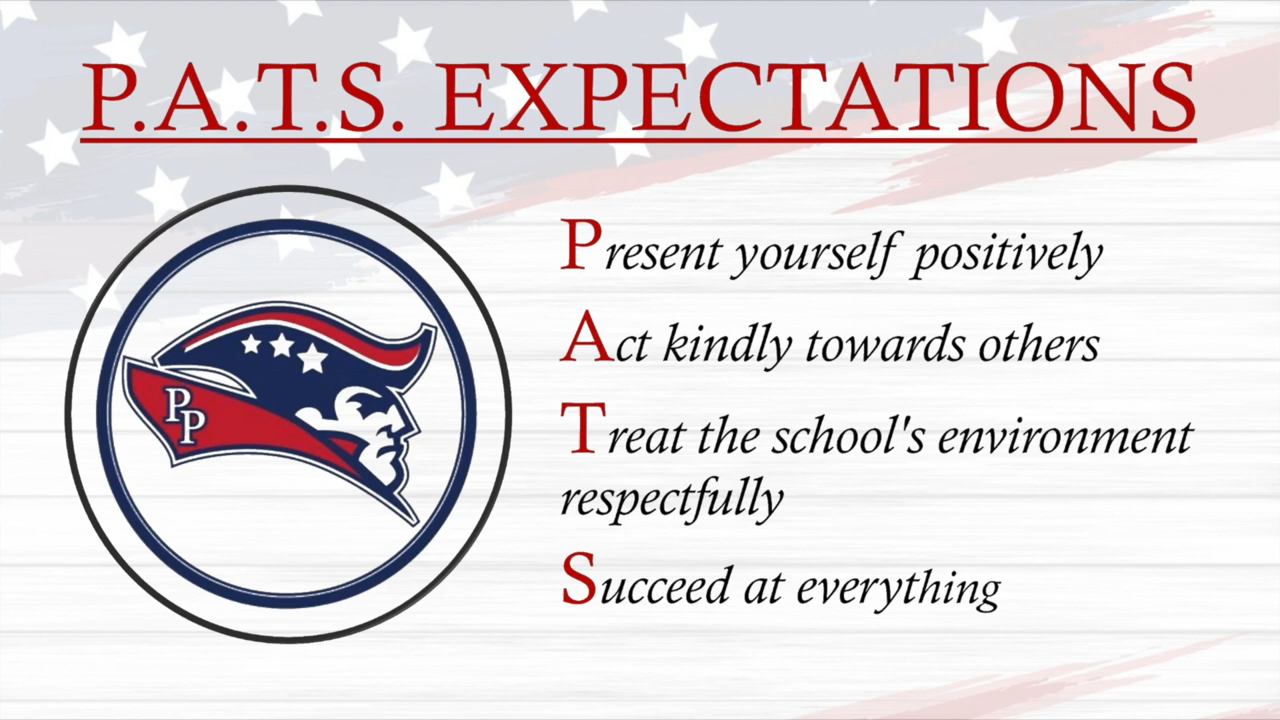 P.A.T.S. EXPECTATIONS
Present yourself positively
Act kindly towards others
Treat the school's environment
respectfully
Succeed at everything
PP